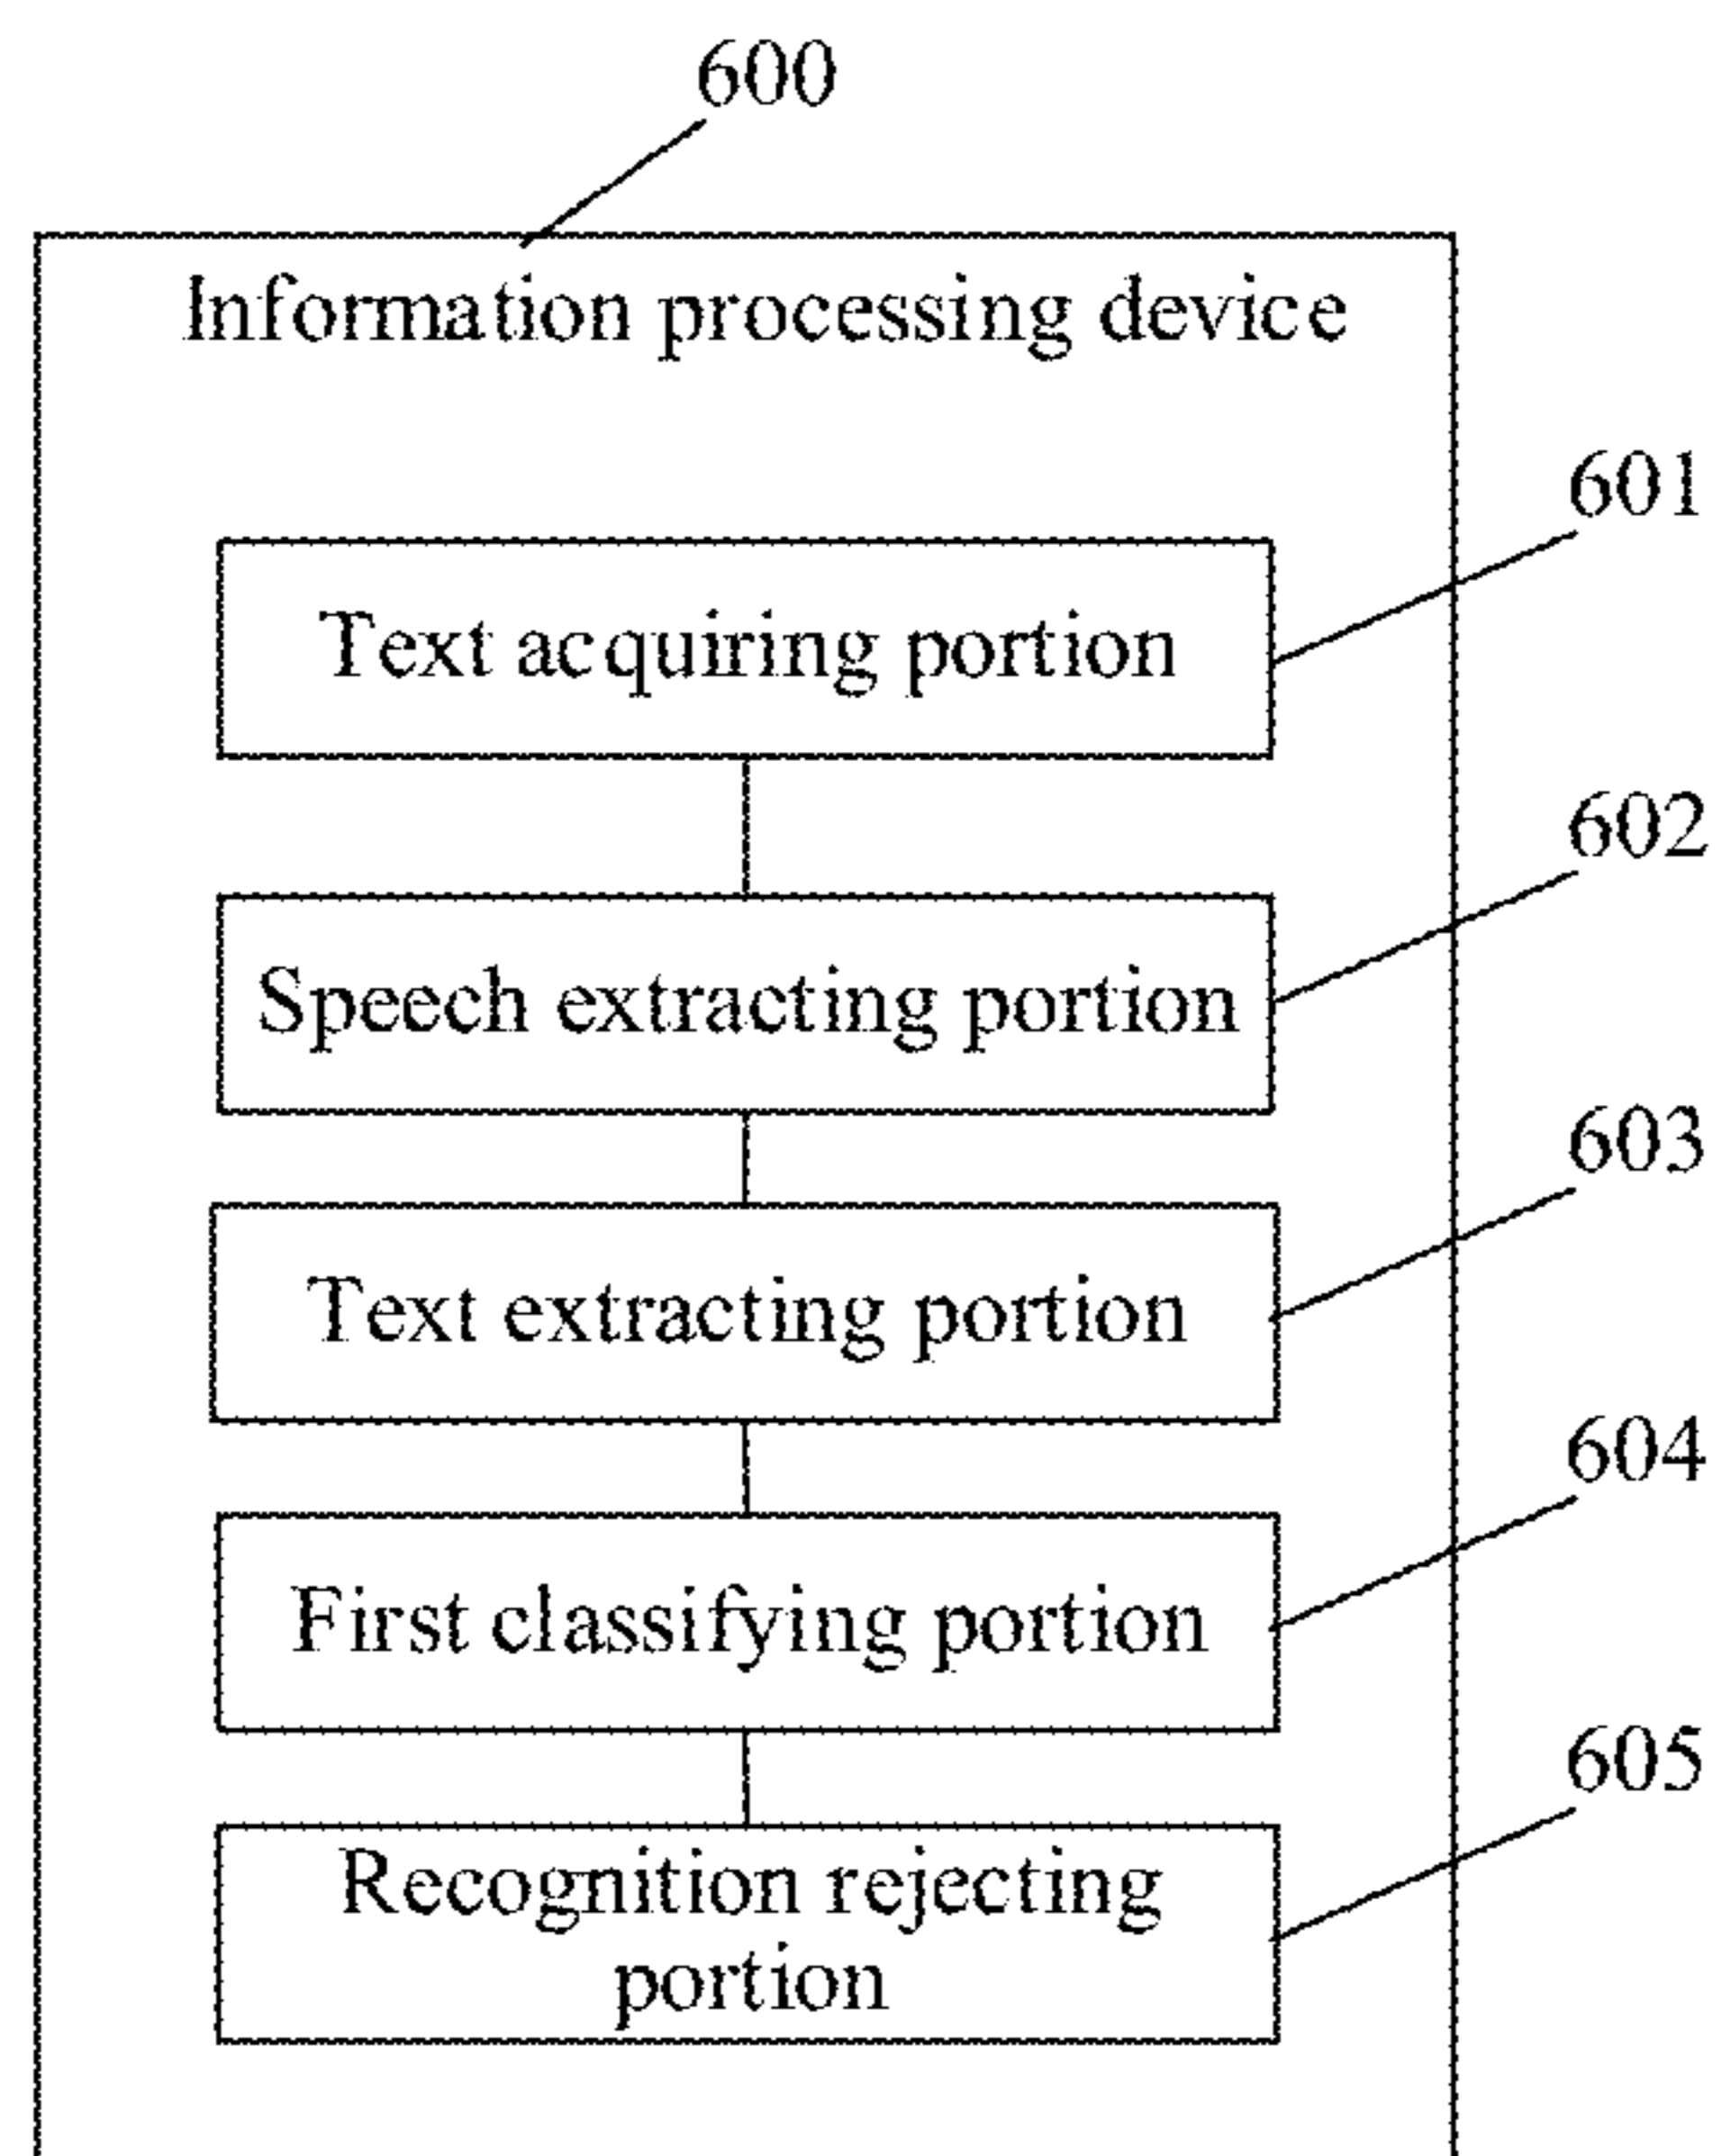 600
Information processing device
601
Text acquiring portion
602
Speech extracting portion
603
Text extracting portion
604
First classifying portion
605
Recognition rejecting
portion